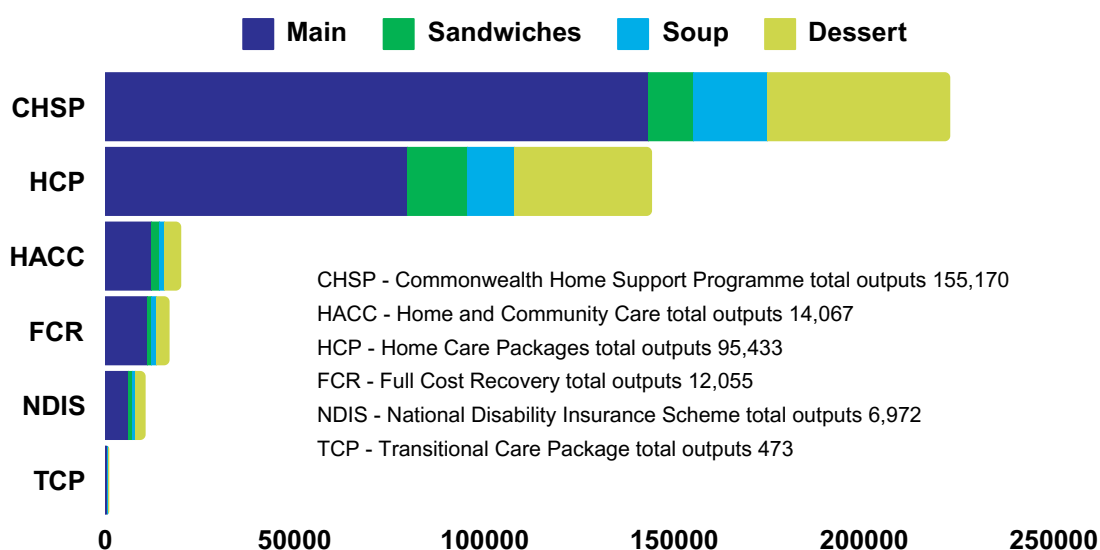 Main Sandwiches Soup Dessert
CHSP
HCP
HACC
FCR
NDIS
TCP
CHSP - Commonwealth Home Support Programme total outputs 155,170
HACC - Home and Community Care total outputs 14,067
HCP - Home Care Packages total outputs 95,433
FCR - Full Cost Recovery total outputs 12,055
NDIS - National Disability Insurance Scheme total outputs 6,972
TCP - Transitional Care Package total outputs 473
0 50000 100000 150000 200000 250000